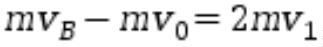 mv_B − mv_0 = 2mv_1